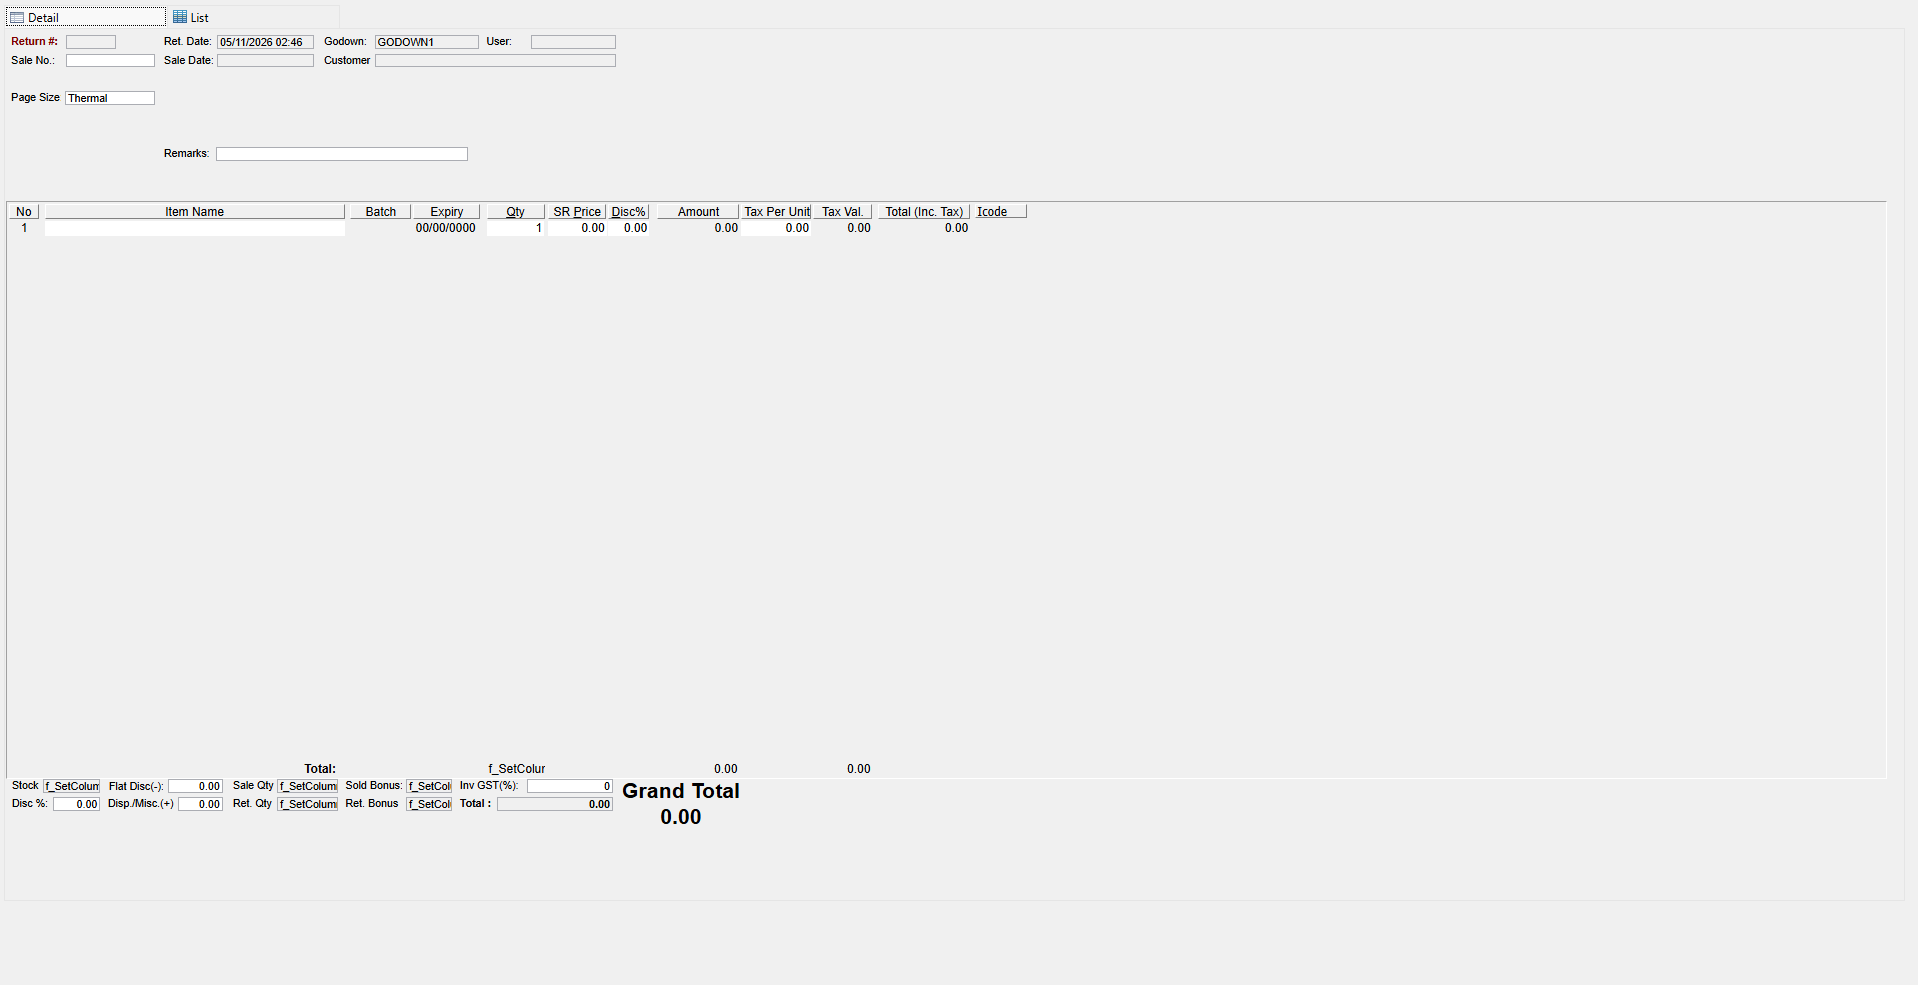 Detail List
Return #: Ret. Date: 05/11/2026 02:46 Godown: GODOWN1 User:
Sale No.: Sale Date: Customer
Page Size Thermal
Remarks:
No Item Name Batch Expiry Qty SR Price Disc% Amount Tax Per Unit Tax Val. Total (Inc. Tax) Icode
1 00/00/0000 1 0.00 0.00 0.00 0.00 0.00 0.00
Total: f_SetColur 0.00 0.00
Stock f_SetColum Flat Disc(-): 0.00 Sale Qty f_SetColum Sold Bonus: f_SetCol Inv GST(%): 0 Grand Total
Disc %: 0.00 Disp./Misc.(+) 0.00 Ret. Qty f_SetColum Ret. Bonus f_SetCol Total : 0.00
0.00